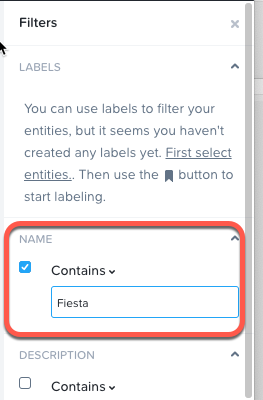 Filters ×
LABELS
You can use labels to filter your
entities, but it seems you haven't
created any labels yet. First select
entities.. Then use the button to
start labeling.
NAME
Contains
Fiesta
DESCRIPTION
Contains